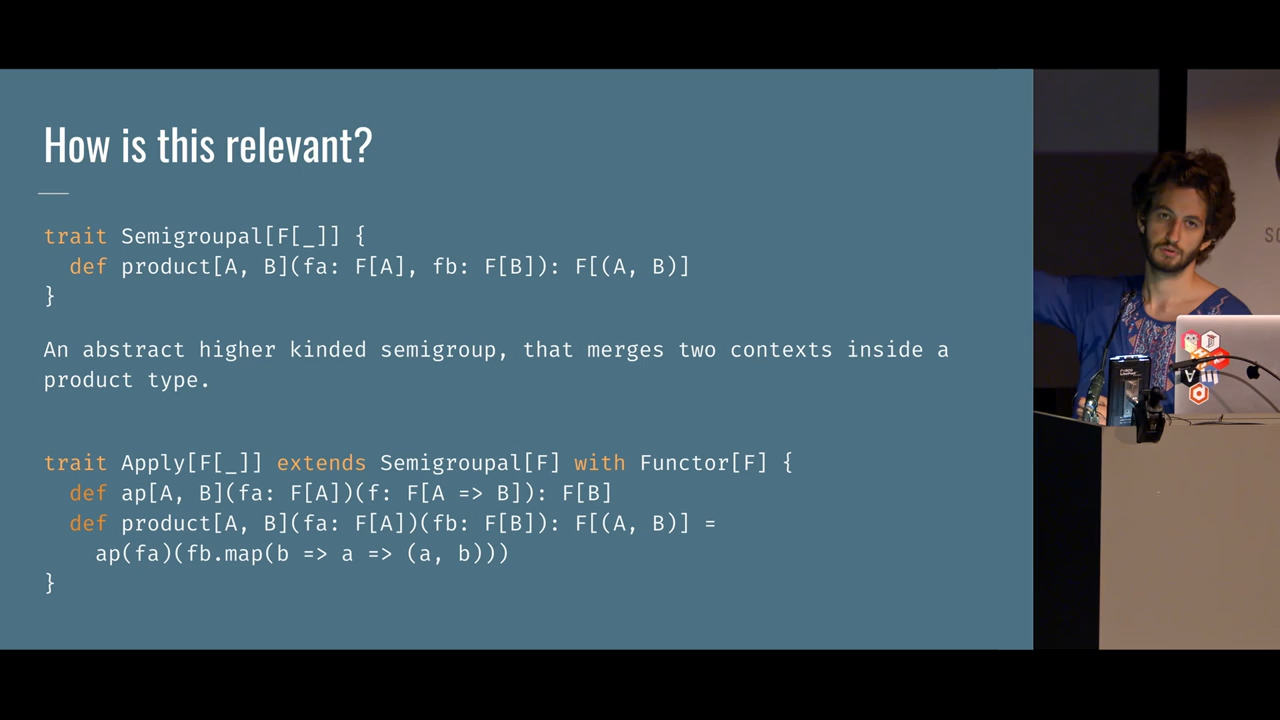 How is this relevant?
trait Semigroupal[F[_]] {
  def product[A, B](fa: F[A], fb: F[B]): F[(A, B)]
}
An abstract higher kinded semigroup, that merges two contexts inside a
product type.
trait Apply[F[_]] extends Semigroupal[F] with Functor[F] {
  def ap[A, B](fa: F[A])(f: F[A => B]): F[B]
  def product[A, B](fa: F[A])(fb: F[B]): F[(A, B)] =
    ap(fa)(fb.map(b => a => (a, b)))
}